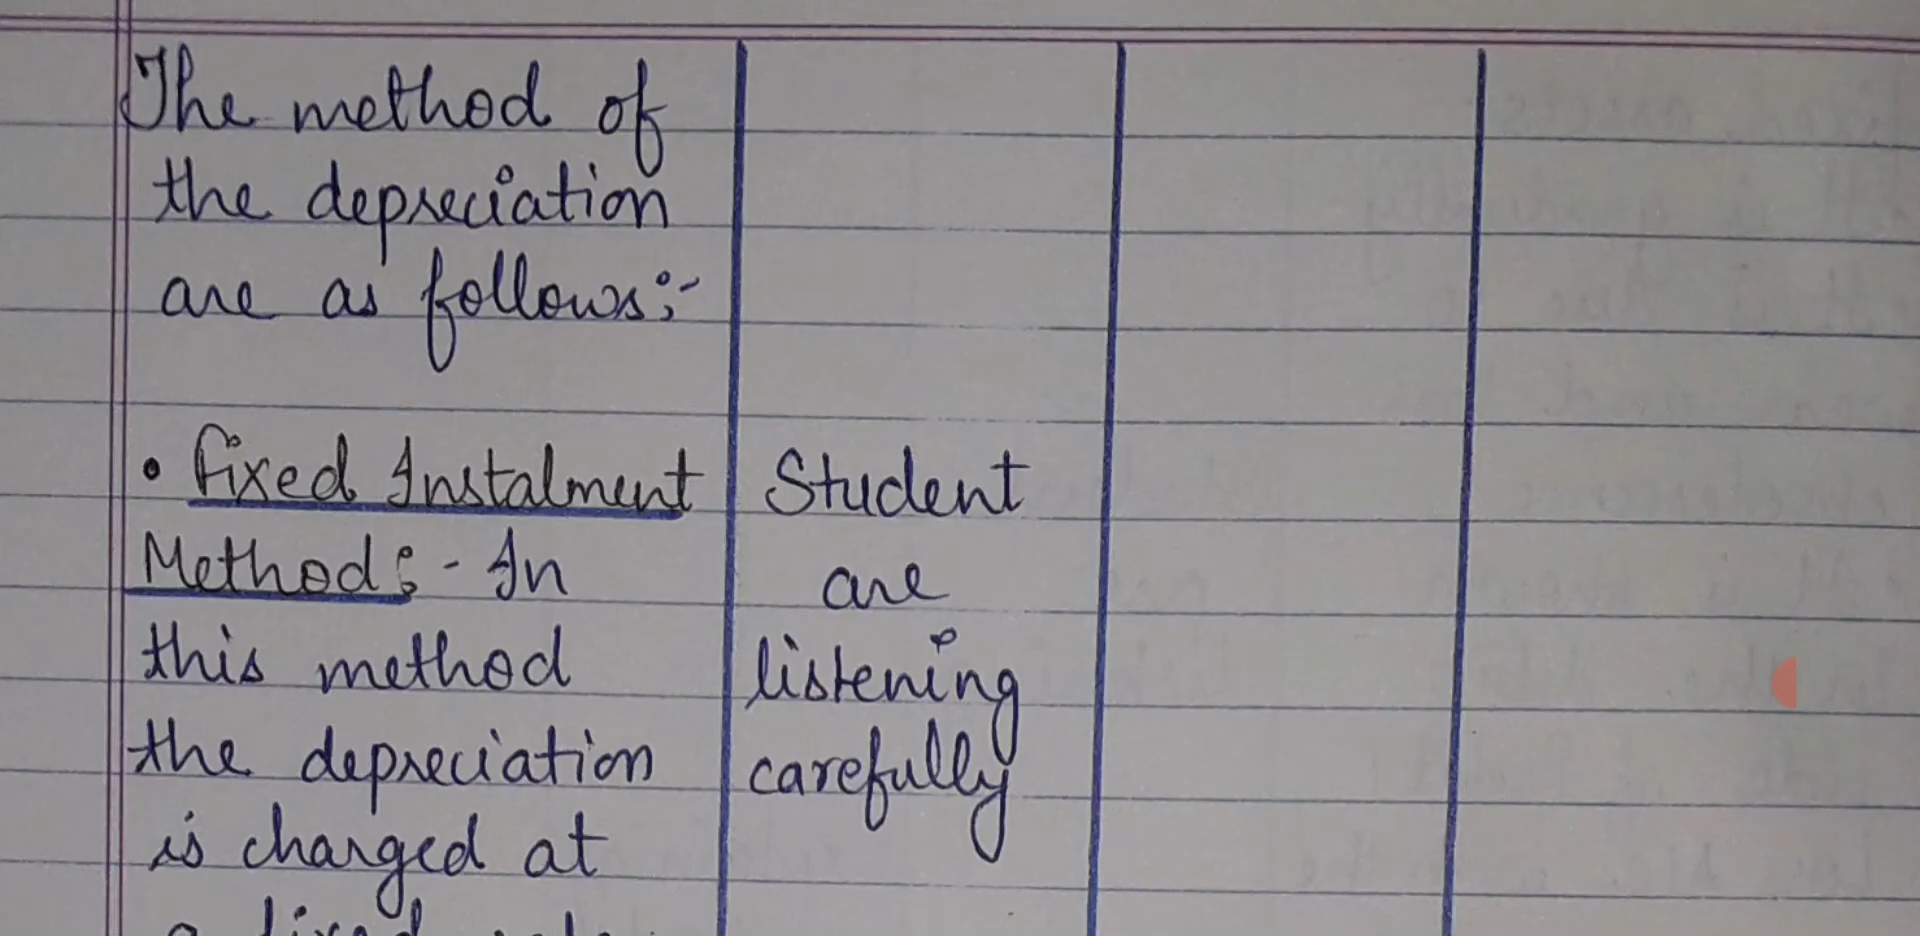 The method of
the depreciation
are as follows:-
• Fixed Instalment
Method:- In
this method
the depreciation
is charged at
a fixed
Student
are
listening
carefully